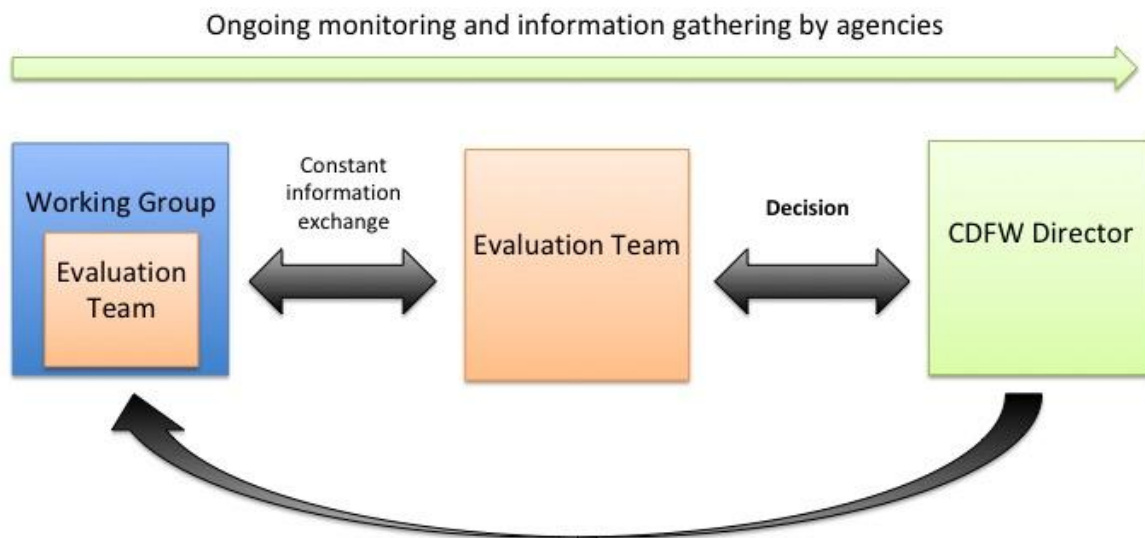 Ongoing monitoring and information gathering by agencies
Working Group
Evaluation
Team
Constant
information
exchange
Evaluation Team
Decision
CDFW Director